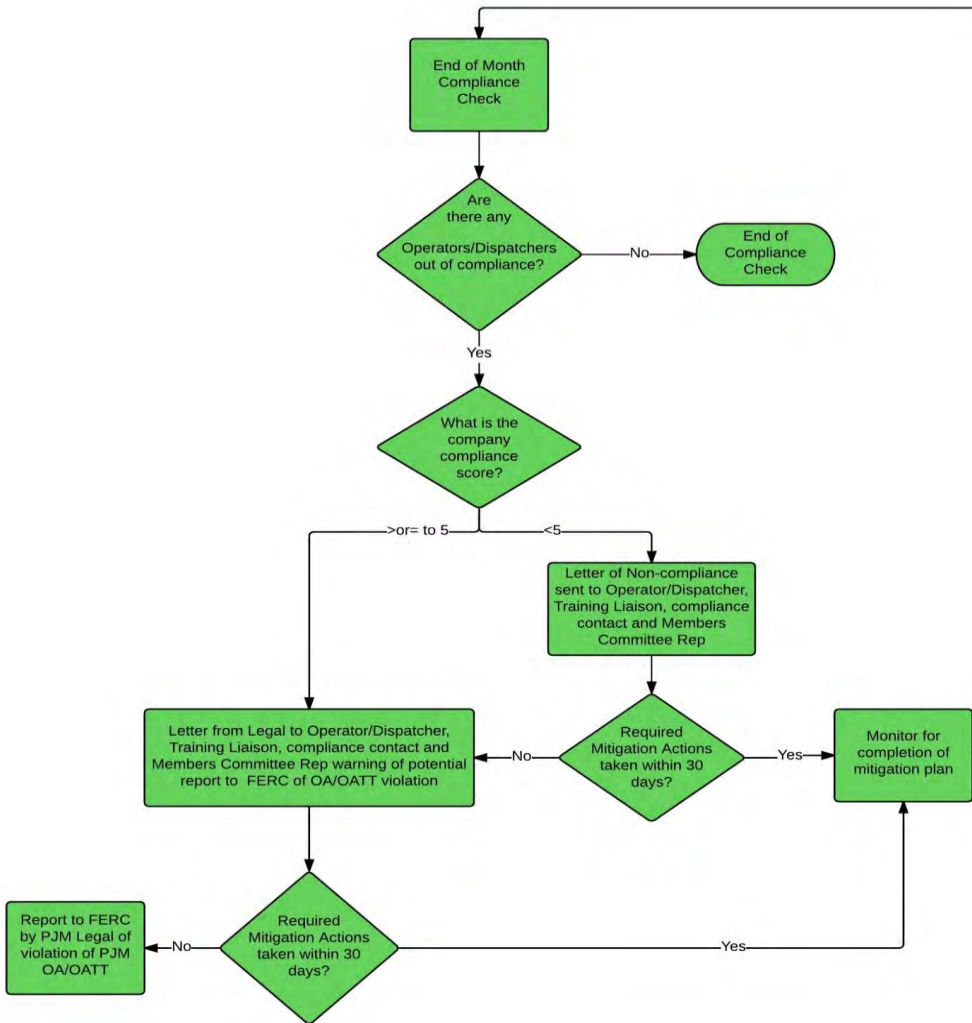 End of Month
Compliance
Check
Are
there any
Operators/Dispatchers
out of compliance?
No
End of
Compliance
Check
Yes
What is the
company
compliance
score?
>or= to 5
<5
Letter of Non-compliance
sent to Operator/Dispatcher,
Training Liaison, compliance
contact and Members
Committee Rep
Letter from Legal to Operator/Dispatcher,
Training Liaison, compliance contact and
Members Committee Rep warning of potential
report to FERC of OA/OATT violation
No
Required
Mitigation Actions
taken within 30
days?
Yes
Monitor for
completion of
mitigation plan
Report to FERC
by PJM Legal of
violation of PJM
OA/OATT
No
Required
Mitigation Actions
taken within 30
days?
Yes